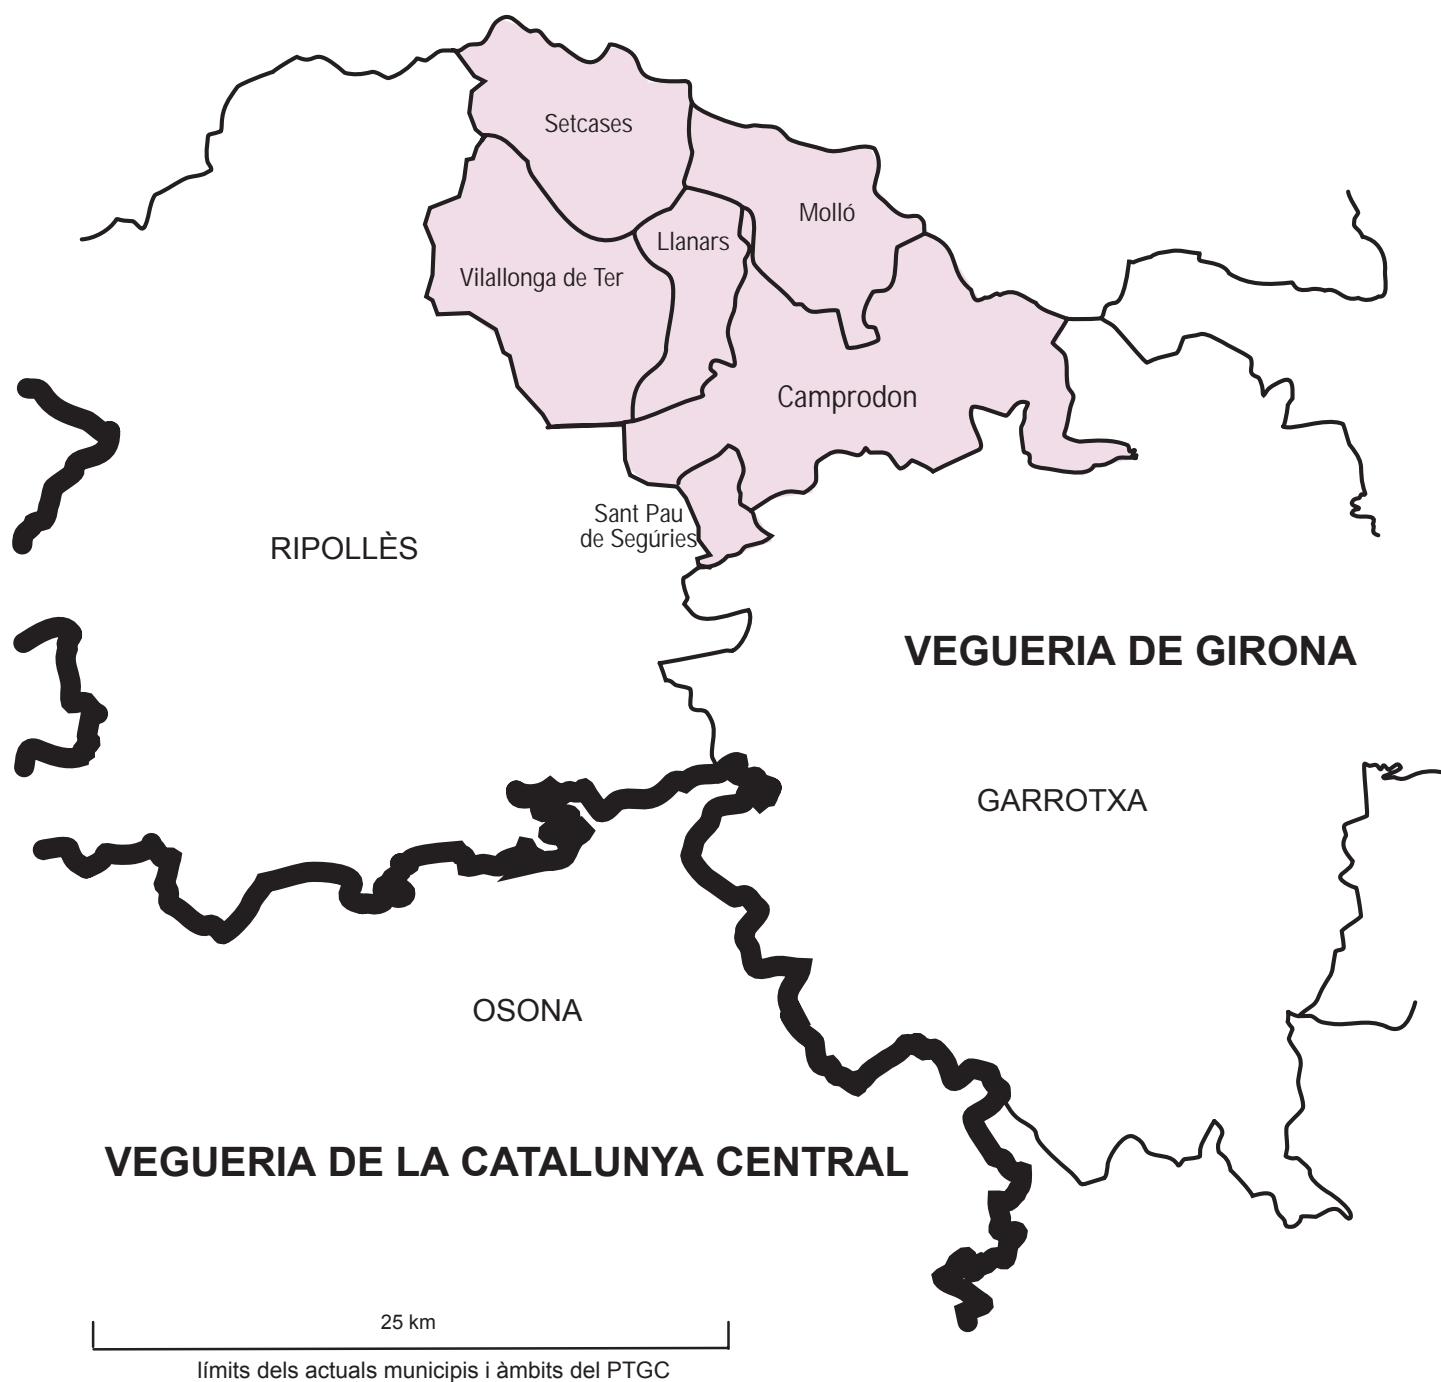 Setcases
Molló
Llanars
Vilallonga de Ter
Camprodon
Sant Pau
de Segúries
RIPOLLÈS
VEGUERIA DE GIRONA
GARROTXA
OSONA
VEGUERIA DE LA CATALUNYA CENTRAL
25 km
límits dels actuals municipis i àmbits del PTGC